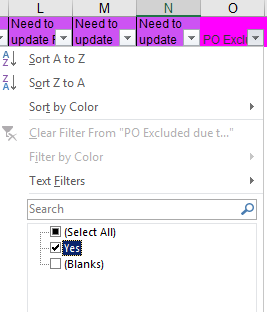 L M N O
Need to Need to Need to
update update update PO Excl
Sort A to Z
Sort Z to A
Sort by Color
Clear Filter From "PO Excluded due t..."
Filter by Color
Text Filters
Search
(Select All)
Yes
(Blanks)